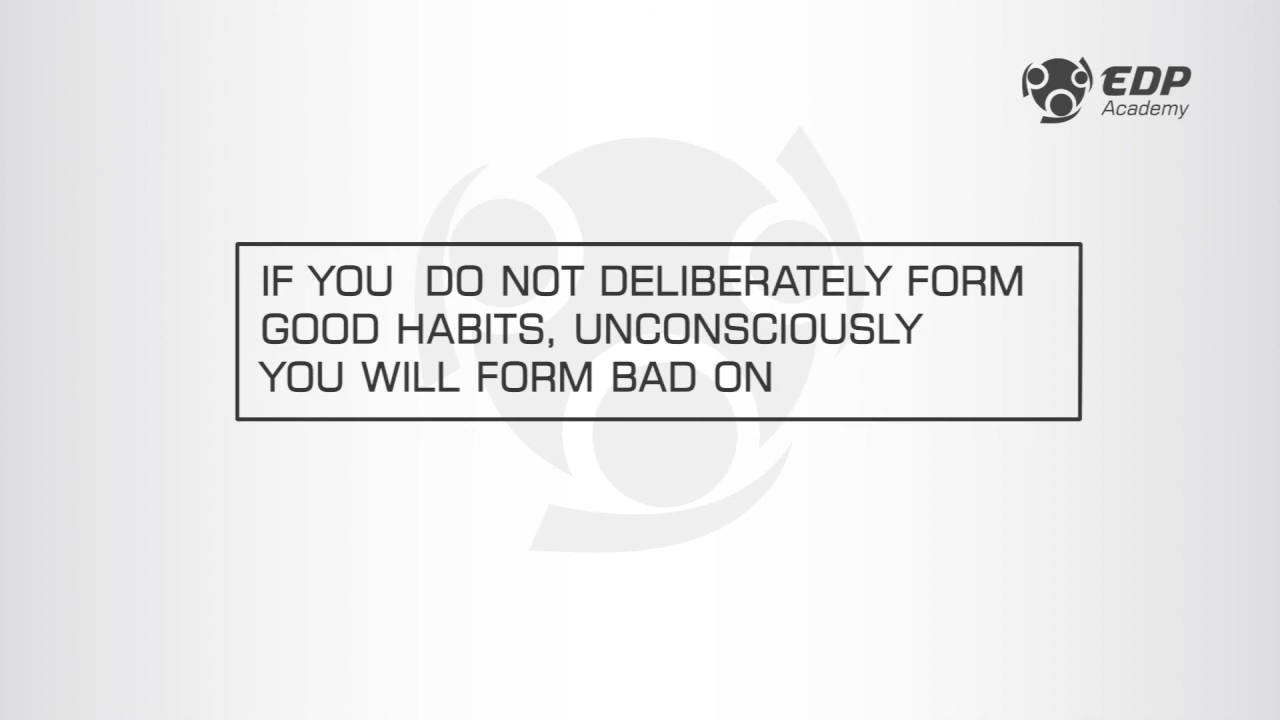 EDP
Academy
IF YOU  DO NOT DELIBERATELY FORM
GOOD HABITS, UNCONSCIOUSLY
YOU WILL FORM BAD ON